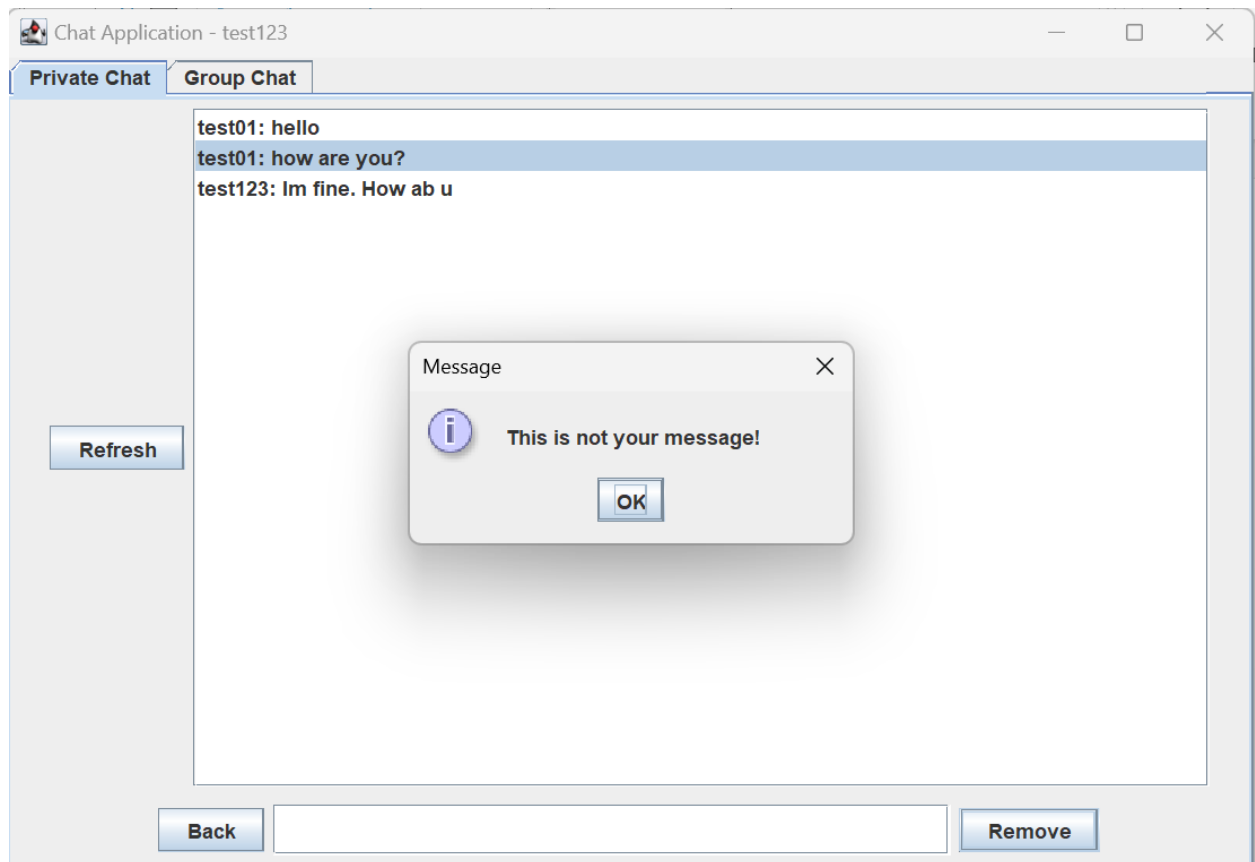 Chat Application - test123
Private Chat Group Chat
test01: hello
test01: how are you?
test123: Im fine. How ab u
Message
This is not your message!
OK
Refresh
Back Remove